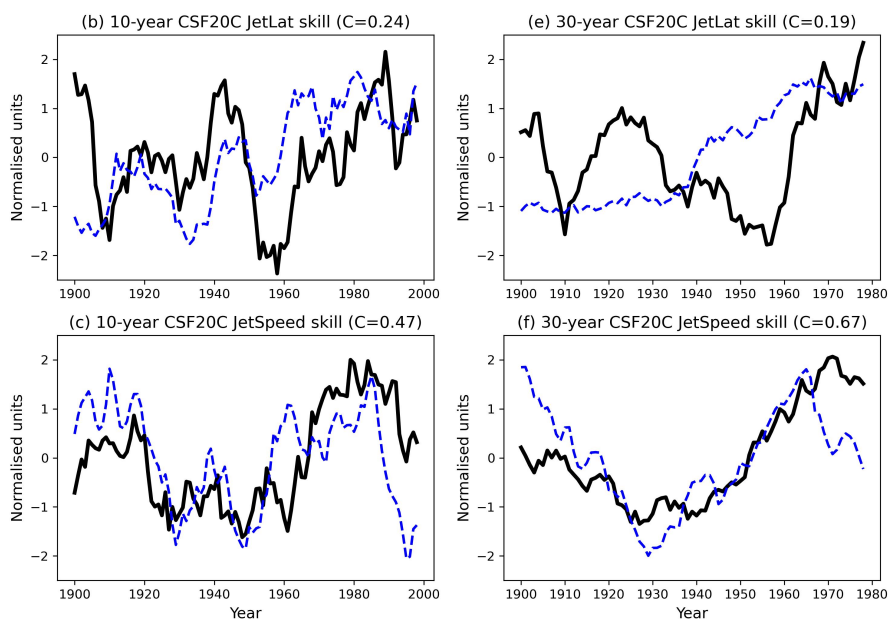 (b) 10-year CSF20C JetLat skill (C=0.24)
Normalised units
2
1
0
−1
−2
1900 1920 1940 1960 1980 2000
(e) 30-year CSF20C JetLat skill (C=0.19)
Normalised units
2
1
0
−1
−2
1900 1910 1920 1930 1940 1950 1960 1970 1980
(c) 10-year CSF20C JetSpeed skill (C=0.47)
Normalised units
2
1
0
−1
−2
1900 1920 1940 1960 1980 2000
Year
(f) 30-year CSF20C JetSpeed skill (C=0.67)
Normalised units
2
1
0
−1
−2
1900 1910 1920 1930 1940 1950 1960 1970 1980
Year